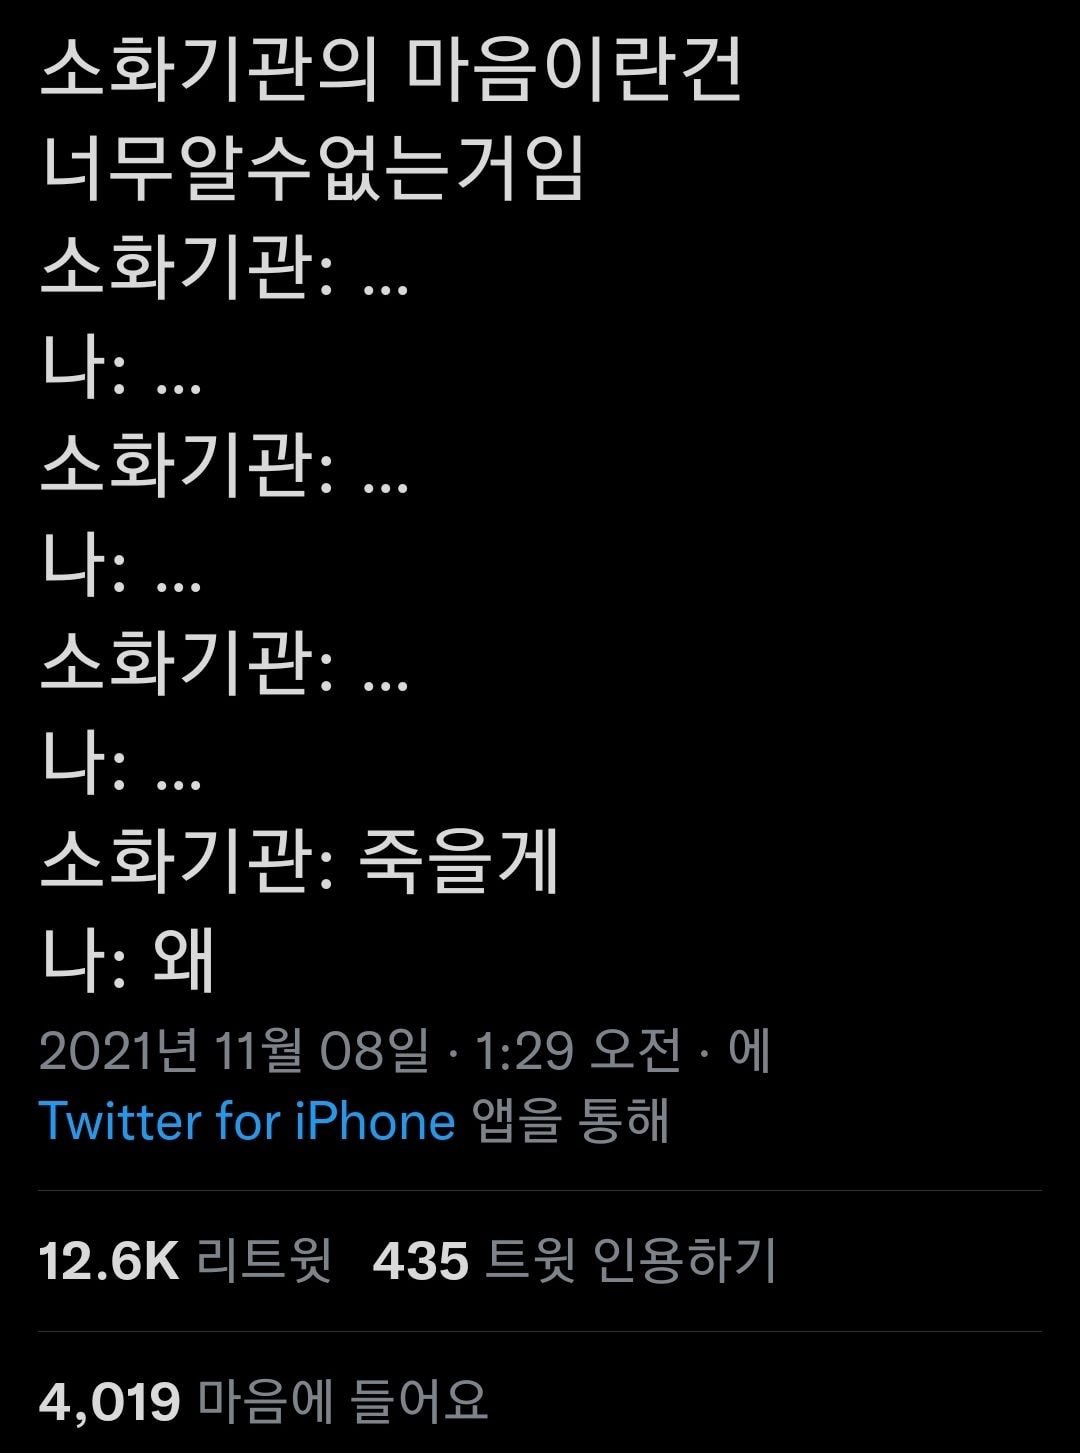 소화기관의 마음이란건
너무알수없는거임
소화기관: ...
나: ...
소화기관: ...
나: ...
소화기관: ...
나: ...
소화기관: 죽을게
나: 왜
2021년 11월 08일 · 1:29 오전 · 에
Twitter for iPhone 앱을 통해
12.6K 리트윗 435 트윗 인용하기
4,019 마음에 들어요